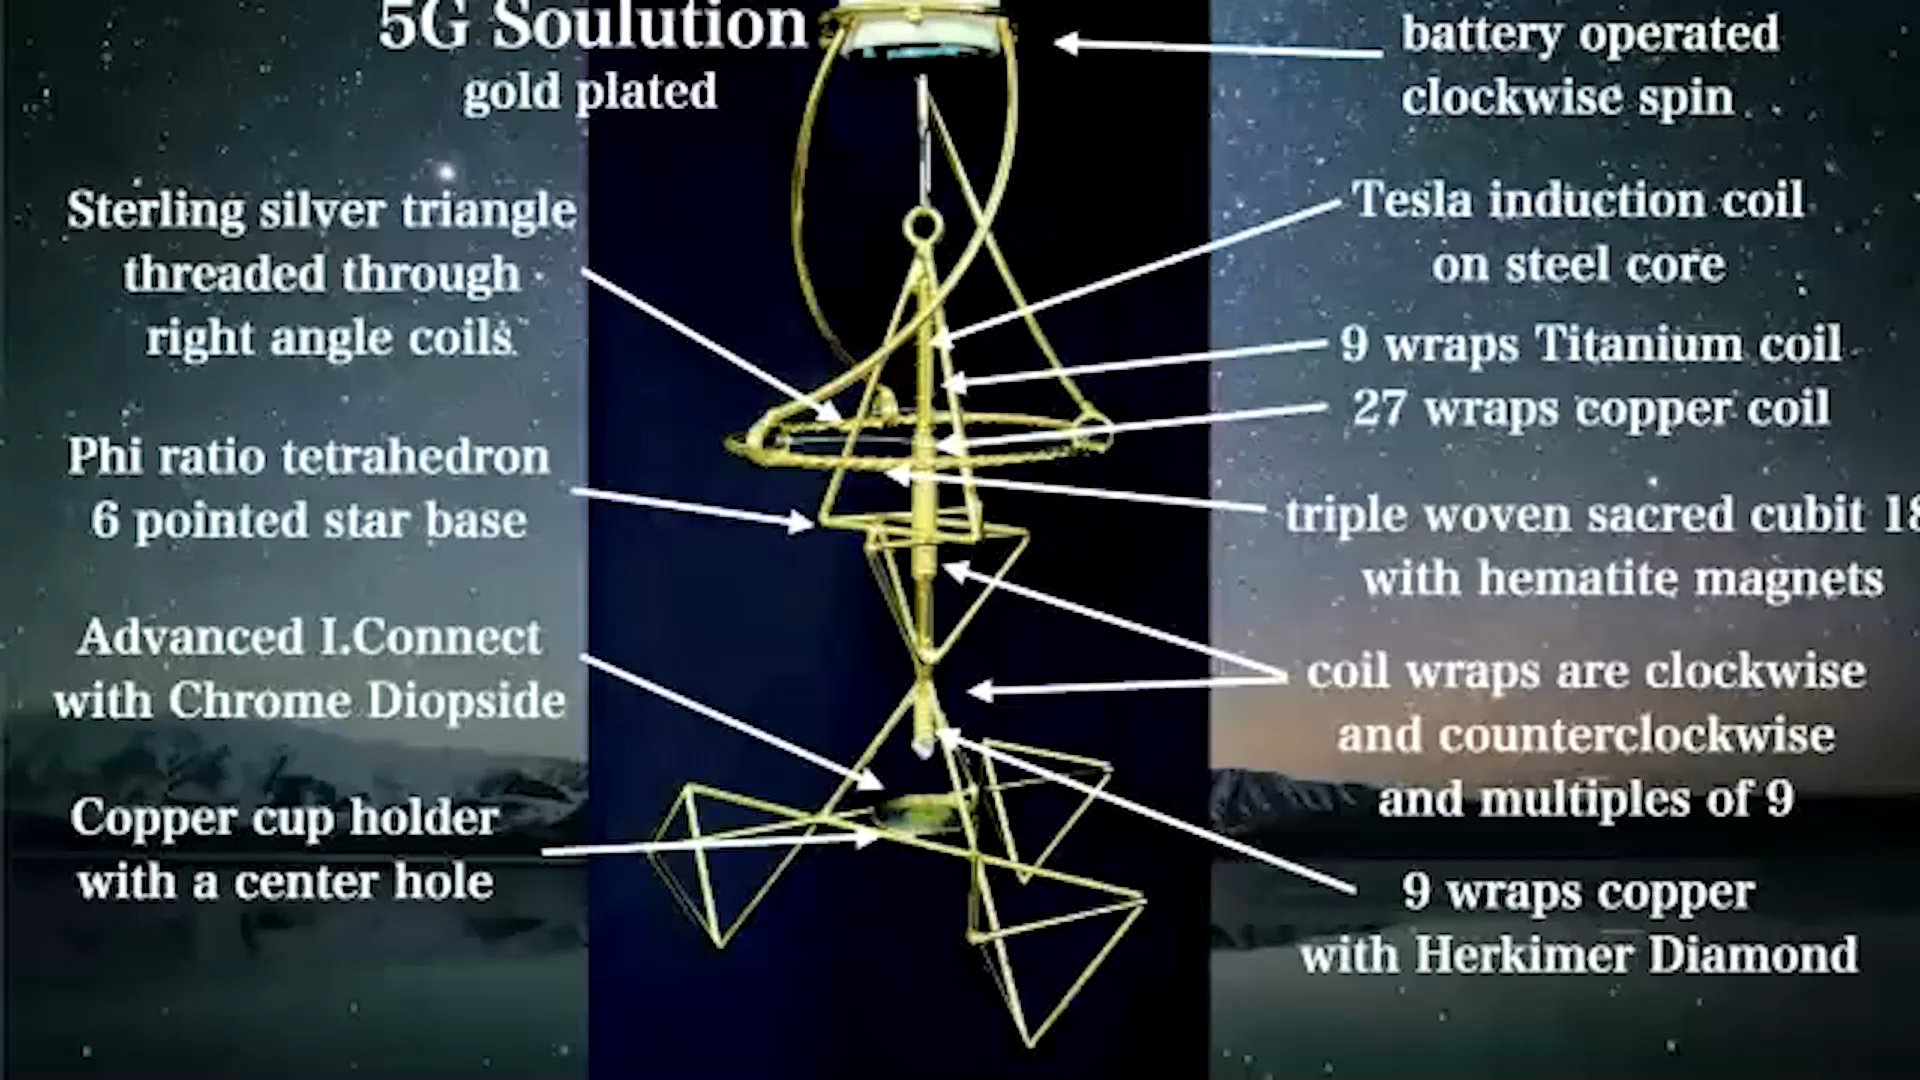 5G Soulution
gold plated
Sterling silver triangle
threaded through
right angle coils
Phi ratio tetrahedron
6 pointed star base
Advanced I.Connect
with Chrome Diopside
Copper cup holder
with a center hole
battery operated
clockwise spin
Tesla induction coil
on steel core
9 wraps Titanium coil
27 wraps copper coil
triple woven sacred cubit
with hematite magnets
coil wraps are clockwise
and counterclockwise
and multiples of 9
9 wraps copper
with Herkimer Diamond